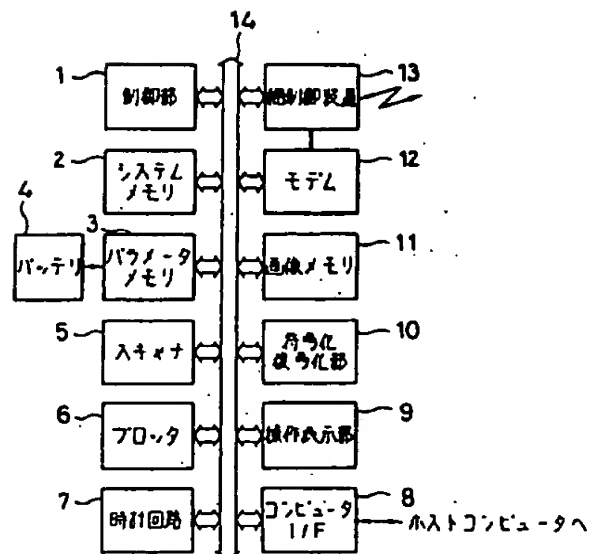 14
1
制御部
13
網制御装置
2
システム
メモリ
12
モデム
4
バッテリ
3
パラメータ
メモリ
11
画像メモリ
5
スキャナ
10
符号化
復号化部
6
プロッタ
9
操作表示部
7
時計回路
8
コンピュータ
I/F
ホストコンピュータへ